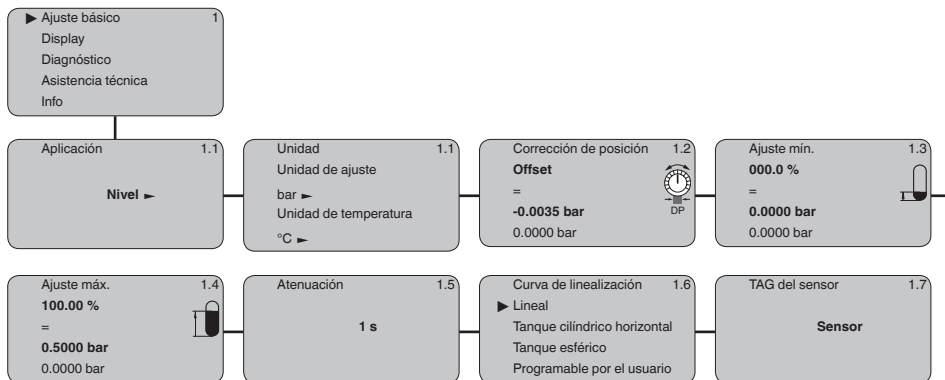 ▶ Ajuste básico 1
Display
Diagnóstico
Asistencia técnica
Info
Aplicación 1.1
Nivel ►
Unidad 1.1
Unidad de ajuste
bar ►
Unidad de temperatura
°C ►
Corrección de posición 1.2
Offset
=
-0.0035 bar
0.0000 bar
DP
Ajuste mín. 1.3
000.0 %
=
0.0000 bar
0.0000 bar
Ajuste máx. 1.4
100.00 %
=
0.5000 bar
0.0000 bar
Atenuación 1.5
1 s
Curva de linealización 1.6
▶ Lineal
Tanque cilíndrico horizontal
Tanque esférico
Programable por el usuario
TAG del sensor 1.7
Sensor